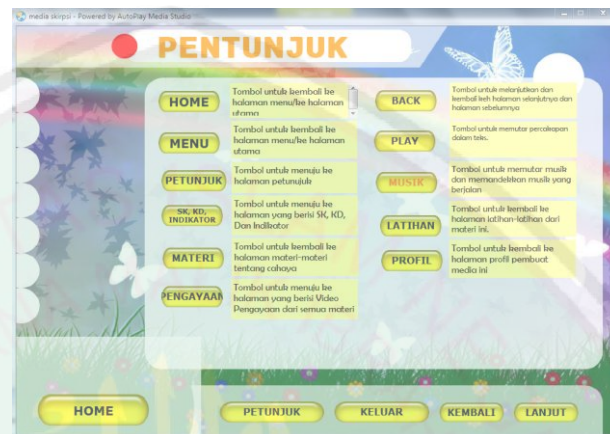 media skirpsi - Powered by AutoPlay Media Studio
PENTUNJUK
HOME
Tombol untuk kembali ke
halaman menu/ke halaman
utama
MENU
Tombol untuk kembali ke
halaman menu/ke halaman
utama
PETUNJUK
Tombol untuk menuju ke
halaman petunujuk
SK, KD,
INDIKATOR
Tombol untuk menuju ke
halaman yang berisi SK, KD,
Dan Indikator
MATERI
Tombol untuk kembali ke
halaman materi-materi
tentang cahaya
PENGAYAAN
Tombol untuk menuju ke
halaman yang berisi Video
Pengayaan dari semua materi
BACK
Tombol untuk melanjutkan dan
kembali keh halaman selanjutnya dan
halaman sebelumnya
PLAY
Tombol untuk memutar percakapan
dalam teks.
MUSIK
Tombol untuk memutar musik
dan memandekkan musik yang
berjalan
LATIHAN
Tombol untuk kembali ke
halaman latihan-latihan dari
materi ini.
PROFIL
Tombol untuk kembali ke
halaman profil pembuat
media ini
HOME
PETUNJUK
KELUAR
KEMBALI
LANJUT